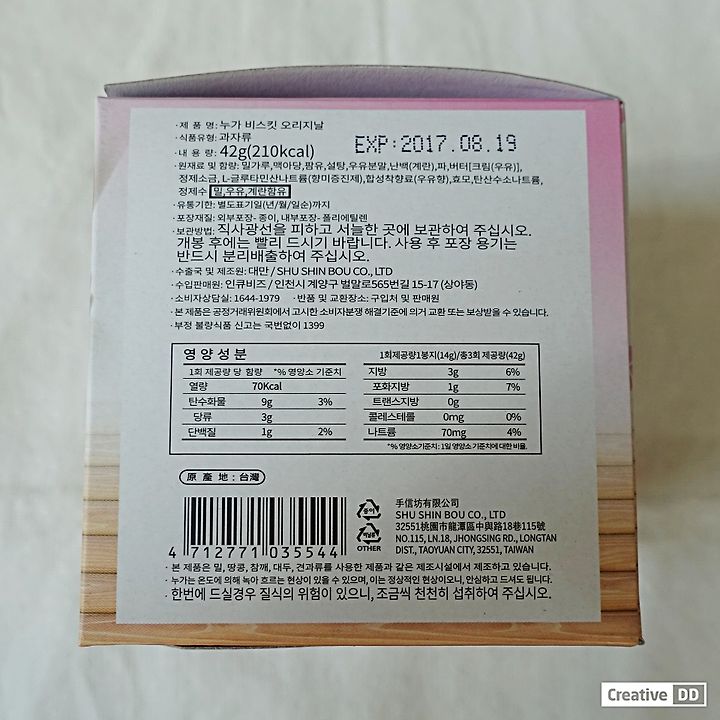 · 제 품 명: 누가 비스킷 오리지날
· 식품유형: 과자류
· 내 용 량: 42g(210kcal)
EXP:2017.08.19
· 원재료 및 함량: 밀가루,맥아당,팜유,설탕,우유분말,난백(계란),파,버터[크림(우유)],
정제소금, L-글루타민산나트륨(향미증진제),합성착향료(우유향),효모,탄산수소나트륨,
정제수 밀,우유,계란함유
· 유통기한: 별도표기일(년/월/일순)까지
· 포장재질: 외부포장- 종이, 내부포장- 폴리에틸렌
· 보관방법: 직사광선을 피하고 서늘한 곳에 보관하여 주십시오.
개봉 후에는 빨리 드시기 바랍니다. 사용 후 포장 용기는
반드시 분리배출하여 주십시오.
· 수출국 및 제조원: 대만 / SHU SHIN BOU CO., LTD
· 수입판매원: 인큐비즈 / 인천시 계양구 벌말로565번길 15-17 (상야동)
· 소비자상담실: 1644-1979 · 반품 및 교환장소: 구입처 및 판매원
· 본 제품은 공정거래위원회에서 고시한 소비자분쟁 해결기준에 의거 교환 또는 보상받을 수 있습니다.
· 부정 불량식품 신고는 국번없이 1399
영 양 성 분
1회제공량1봉지(14g)/총3회 제공량(42g)
1회 제공량 당 함량 *% 영양소 기준치
열량 70Kcal
탄수화물 9g 3%
당류 3g
단백질 1g 2%
지방 3g 6%
포화지방 1g 7%
트랜스지방 0g
콜레스테롤 0mg 0%
나트륨 70mg 4%
*% 영양소기준치 : 1일 영양소 기준치에 대한 비율.
原 產 地 : 台灣
4 712771 035544
종이
OTHER
手信坊有限公司
SHU SHIN BOU CO., LTD
32551桃園市龍潭區中興路18巷115號
NO.115, LN.18, JHONGSING RD., LONGTAN
DIST., TAOYUAN CITY, 32551, TAIWAN
· 본 제품은 밀, 땅콩, 참깨, 대두, 견과류를 사용한 제품과 같은 제조시설에서 제조하고 있습니다.
· 누가는 온도에 의해 녹아 흐르는 현상이 있을 수 있으며, 이는 정상적인 현상이오니, 안심하고 드셔도 됩니다.
· 한번에 드실경우 질식의 위험이 있으니, 조금씩 천천히 섭취하여 주십시오.
Creative DD